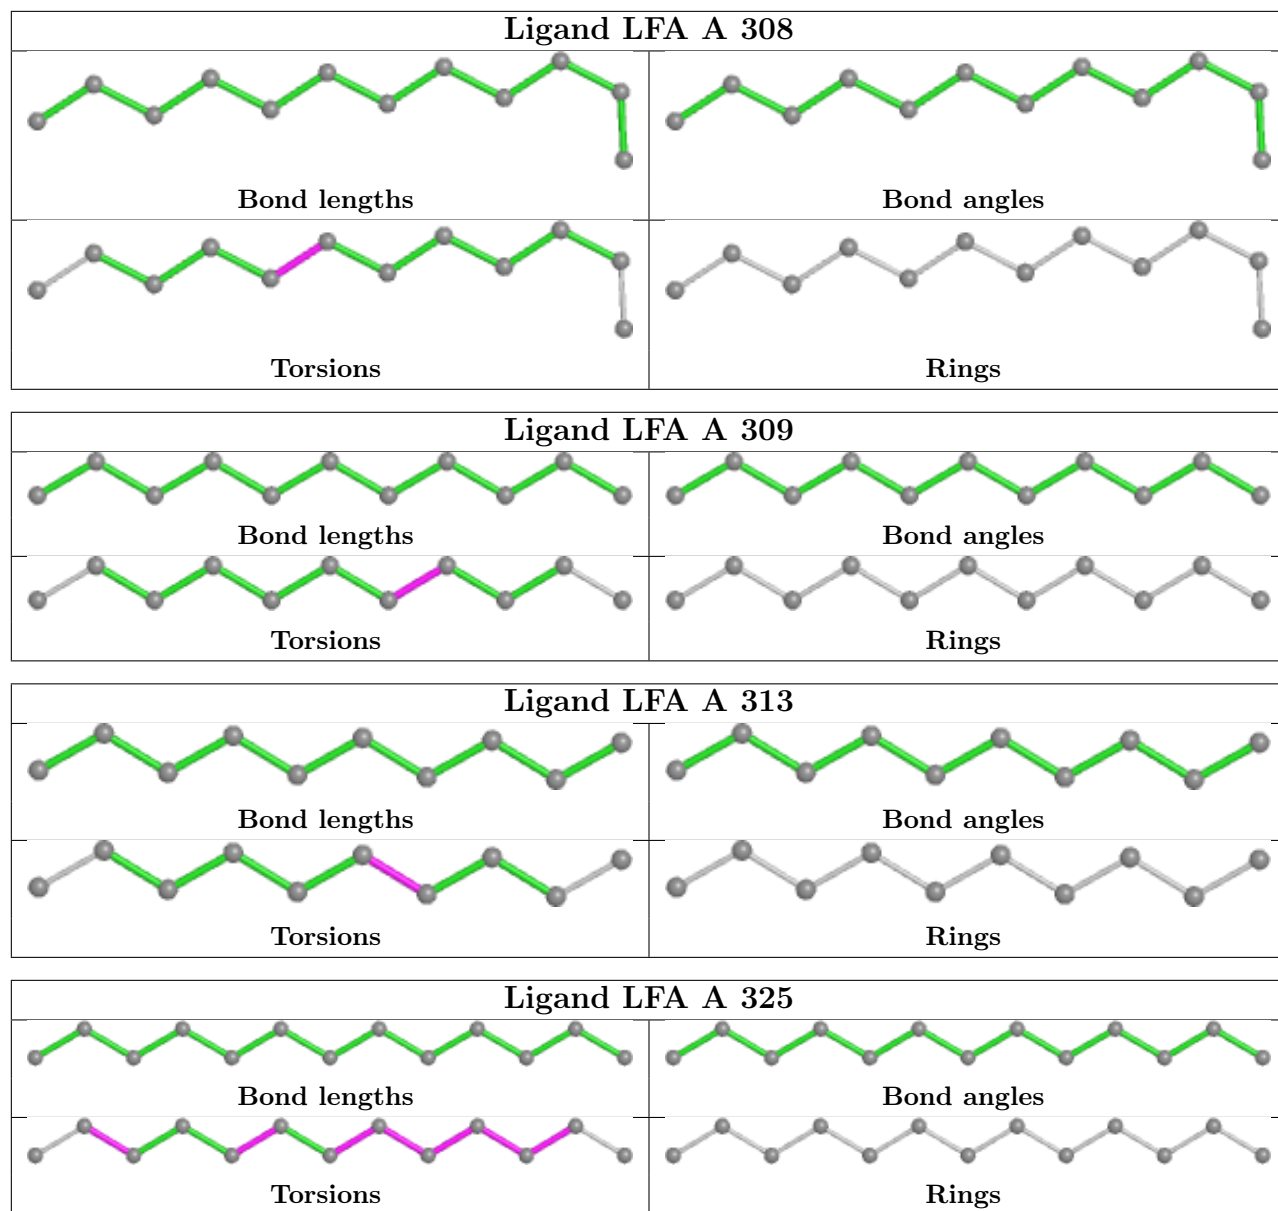 Ligand LFA A 308
Bond lengths
Bond angles
Torsions
Rings
Ligand LFA A 309
Bond lengths
Bond angles
Torsions
Rings
Ligand LFA A 313
Bond lengths
Bond angles
Torsions
Rings
Ligand LFA A 325
Bond lengths
Bond angles
Torsions
Rings